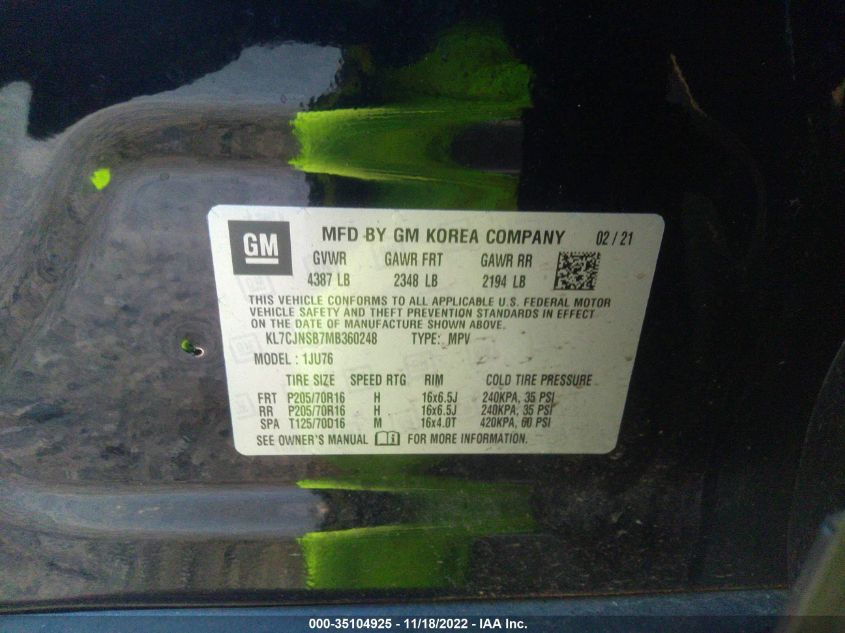 GM
MFD BY GM KOREA COMPANY 02 / 21
GVWR GAWR FRT GAWR RR
4387 LB 2348 LB 2194 LB
THIS VEHICLE CONFORMS TO ALL APPLICABLE U.S. FEDERAL MOTOR
VEHICLE SAFETY AND THEFT PREVENTION STANDARDS IN EFFECT
ON THE DATE OF MANUFACTURE SHOWN ABOVE.
KL7CJNSB7MB360248 TYPE: MPV
MODEL : 1JU76
TIRE SIZE SPEED RTG RIM COLD TIRE PRESSURE
FRT P205/70R16 H 16x6.5J 240KPA, 35 PSI
RR P205/70R16 H 16x6.5J 240KPA, 35 PSI
SPA T125/70D16 M 16x4.0T 420KPA, 60 PSI
SEE OWNER'S MANUAL FOR MORE INFORMATION.
000-35104925 - 11/18/2022 - IAA Inc.